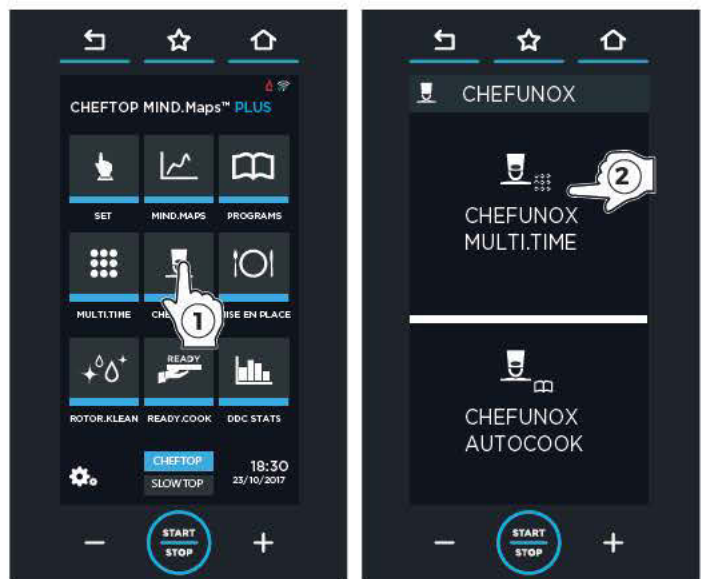 CHEFTOP MIND.Maps™ PLUS
SET
MIND.MAPS
PROGRAMS
MULTI.TIME
1
EN PLACE
READY
ROTOR.KLEAN
READY.COOK
DDC STATS
CHEFTOP
SLOWTOP
18:30
23/10/2017
START
STOP
CHEFUNOX
2
CHEFUNOX
MULTI.TIME
CHEFUNOX
AUTOCOOK
START
STOP